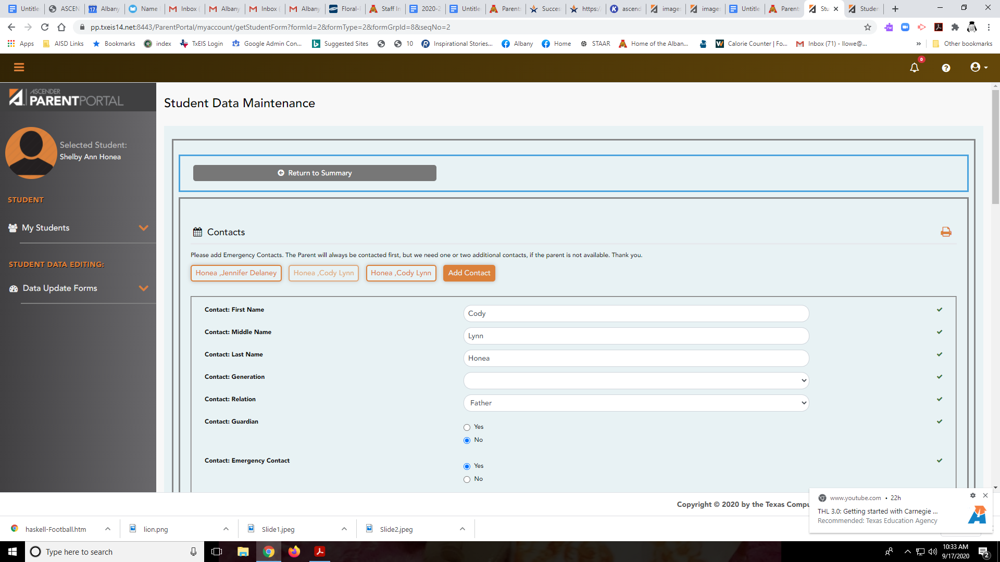 Untitle
ASCEN
17
Albany
Name
Inbox (
Albany
Inbox (
Albany
Floral-
Staff In
2020-2
Untitle
Parent
Succes
https:/
ascend
image
image
Untitle
Parent
Stu
Studen
pp.txeis14.net:8443/ParentPortal/myaccount/getStudentForm?formId=2&formType=2&formGrpId=8&seqNo=2
Apps
AISD Links
Bookmarks
index
TxEIS Login
Google Admin Con...
Suggested Sites
10
Inspirational Stories...
Albany
Home
STAAR
Home of the Alban...
Calorie Counter | Fo...
Inbox (71) - llowe@...
»
Other bookmarks
0
ASCENDER
PARENTPORTAL
Student Data Maintenance
Selected Student:
Shelby Ann Honea
Return to Summary
STUDENT
My Students
Contacts
Please add Emergency Contacts. The Parent will always be contacted first, but we need one or two additional contacts, if the parent is not available. Thank you.
STUDENT DATA EDITING:
Honea ,Jennifer Delaney
Honea ,Cody Lynn
Honea ,Cody Lynn
Add Contact
Data Update Forms
Contact: First Name
Cody
Contact: Middle Name
Lynn
Contact: Last Name
Honea
Contact: Generation
Contact: Relation
Father
Contact: Guardian
Yes
No
Contact: Emergency Contact
Yes
No
Copyright © 2020 by the Texas Compu
www.youtube.com • 22h
THL 3.0: Getting started with Carnegie ...
Recommended: Texas Education Agency
haskell-Football.htm
lion.png
Slide1.jpeg
Slide2.jpeg
Type here to search
10:33 AM
9/17/2020
2